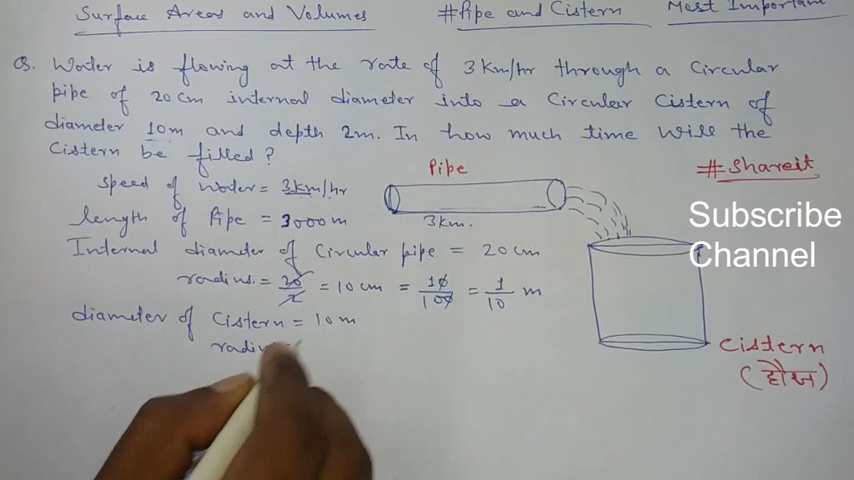 Surface Areas and Volumes #Pipe and Cistern Most Important
Q. Water is flowing at the rate of 3 km/hr through a Circular
pipe of 20 cm internal diameter into a Circular Cistern of
diameter 10m and depth 2m. In how much time will the
Cistern be filled?
Speed of Water = 3km/hr
length of Pipe = 3000 m
Internal diameter of Circular pipe = 20 cm
radius = 20/2 = 10 cm = 10/100 = 1/10 m
diameter of Cistern = 10 m
Pipe
3km.
#Shareit
Subscribe
Channel
Cistern
(हौज)